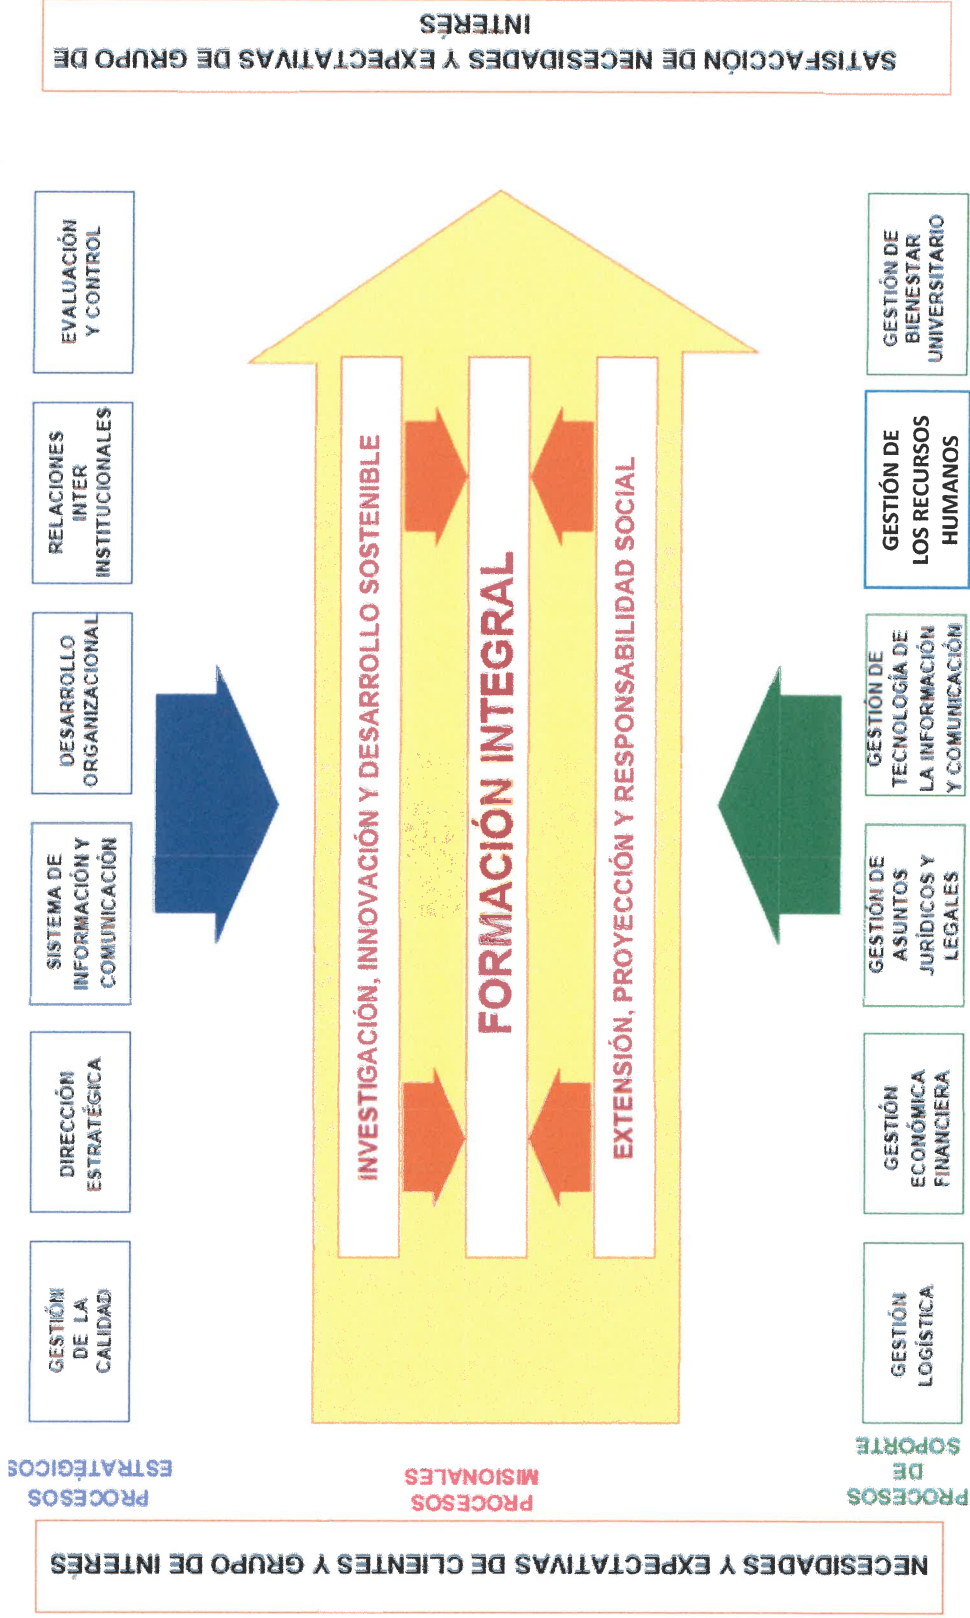 NECESIDADES Y EXPECTATIVAS DE CLIENTES Y GRUPO DE INTERÉS
PROCESOS
ESTRATÉGICOS
GESTIÓN
DE LA
CALIDAD
DIRECCIÓN
ESTRATÉGICA
SISTEMA DE
INFORMACIÓN Y
COMUNICACIÓN
DESARROLLO
ORGANIZACIONAL
RELACIONES
INTER
INSTITUCIONALES
EVALUACIÓN
Y CONTROL
PROCESOS
MISIONALES
INVESTIGACIÓN, INNOVACIÓN Y DESARROLLO SOSTENIBLE
FORMACIÓN INTEGRAL
EXTENSIÓN, PROYECCIÓN Y RESPONSABILIDAD SOCIAL
PROCESOS
DE
SOPORTE
GESTIÓN
LOGÍSTICA
GESTIÓN
ECONÓMICA
FINANCIERA
GESTIÓN DE
ASUNTOS
JURÍDICOS Y
LEGALES
GESTIÓN DE
TECNOLOGÍA DE
LA INFORMACIÓN
Y COMUNICACIÓN
GESTIÓN DE
LOS RECURSOS
HUMANOS
GESTIÓN DE
BIENESTAR
UNIVERSITARIO
SATISFACCIÓN DE NECESIDADES Y EXPECTATIVAS DE GRUPO DE
INTERÉS